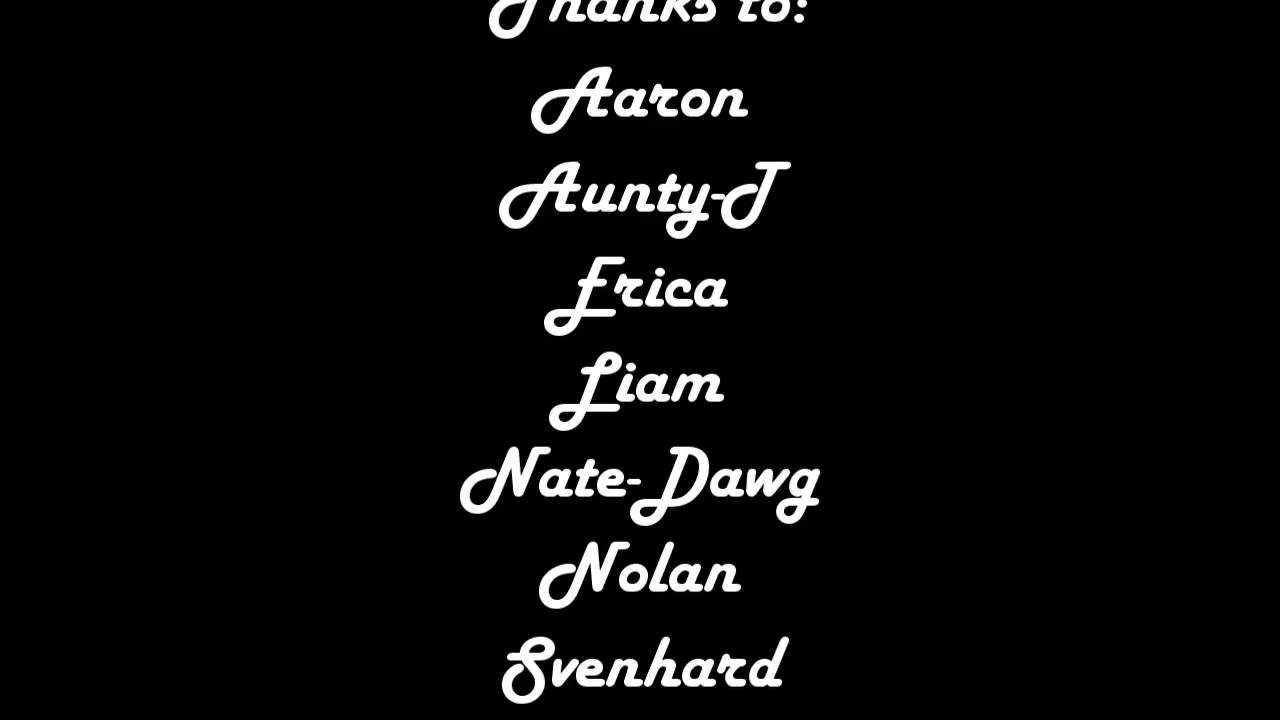 Thanks to:
Aaron
Aunty-T
Erica
Liam
Nate-Dawg
Nolan
Svenhard